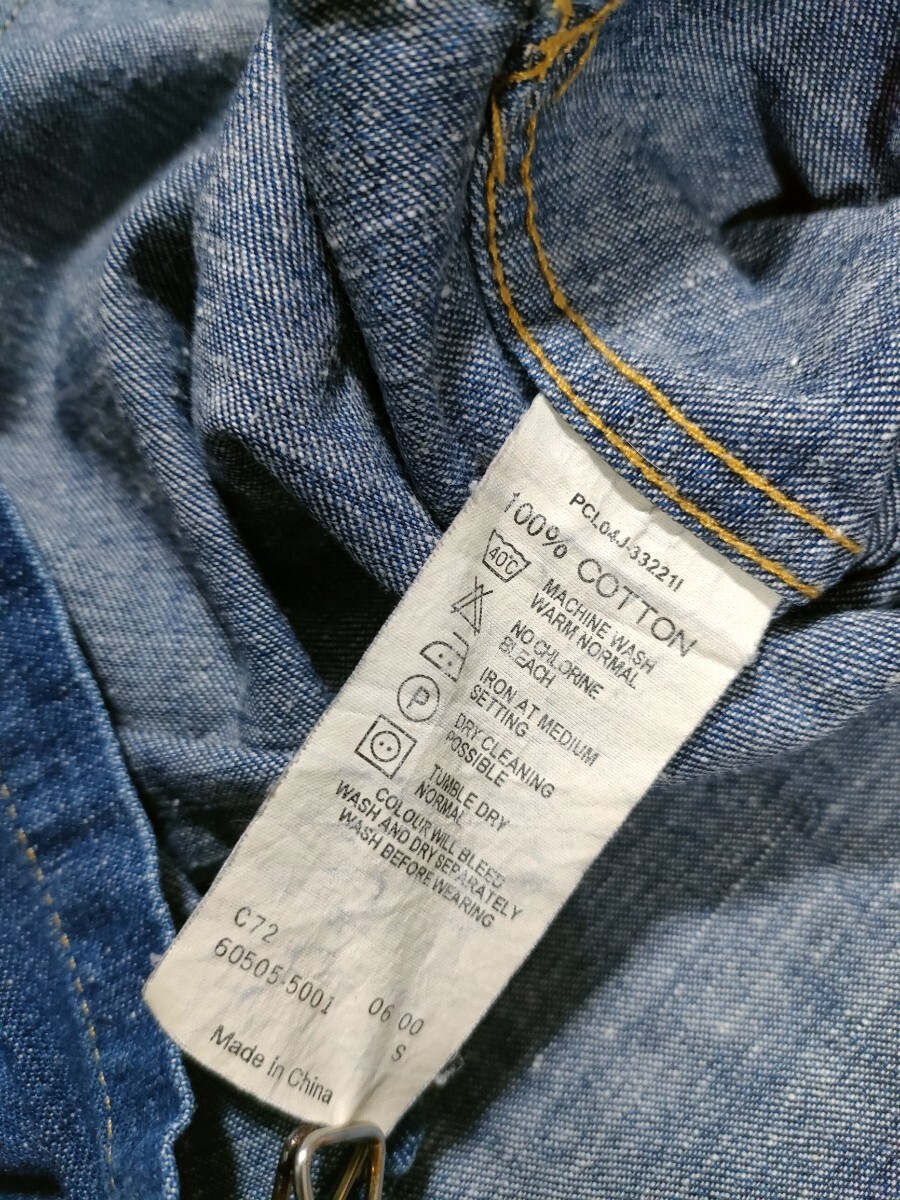 PCL04J-33221I
100% COTTON
40°C
MACHINE WASH
WARM NORMAL
NO CHLORINE
BLEACH
IRON AT MEDIUM
SETTING
P
DRY CLEANING
POSSIBLE
TUMBLE DRY
NORMAL
COLOUR WILL BLEED
WASH AND DRY SEPARATELY
WASH BEFORE WEARING
C72
60505-5001 06 00
S
Made in China